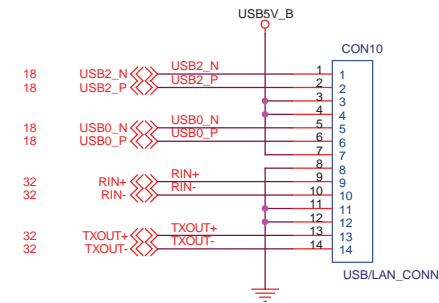 USB5V_B
CON10
18 USB2_N USB2_N 1 1
18 USB2_P USB2_P 2 2
3 3
4 4
18 USB0_N USB0_N 5 5
18 USB0_P USB0_P 6 6
7 7
8 8
32 RIN+ RIN+ 9 9
32 RIN- RIN- 10 10
11 11
12 12
32 TXOUT+ TXOUT+ 13 13
32 TXOUT- TXOUT- 14 14
USB/LAN_CONN